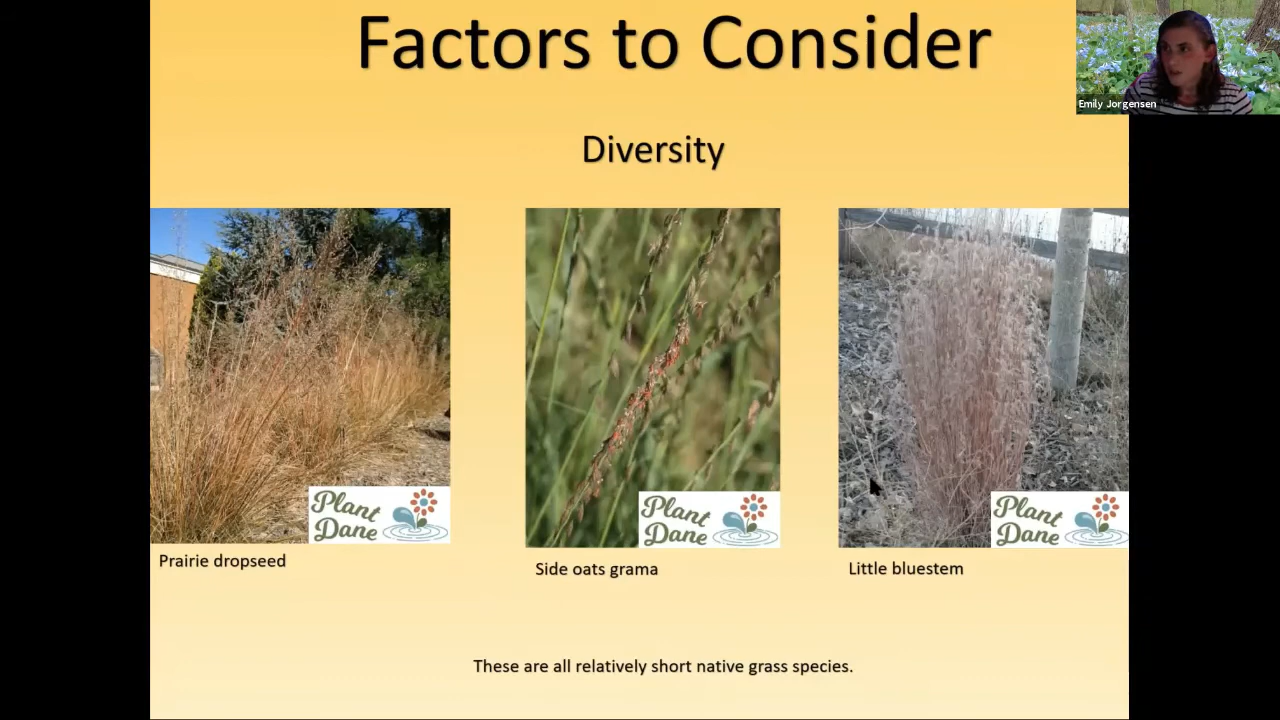 Factors to Consider
Emily Jorgensen
Diversity
Plant
Dane
Plant
Dane
Plant
Dane
Prairie dropseed
Side oats grama
Little bluestem
These are all relatively short native grass species.